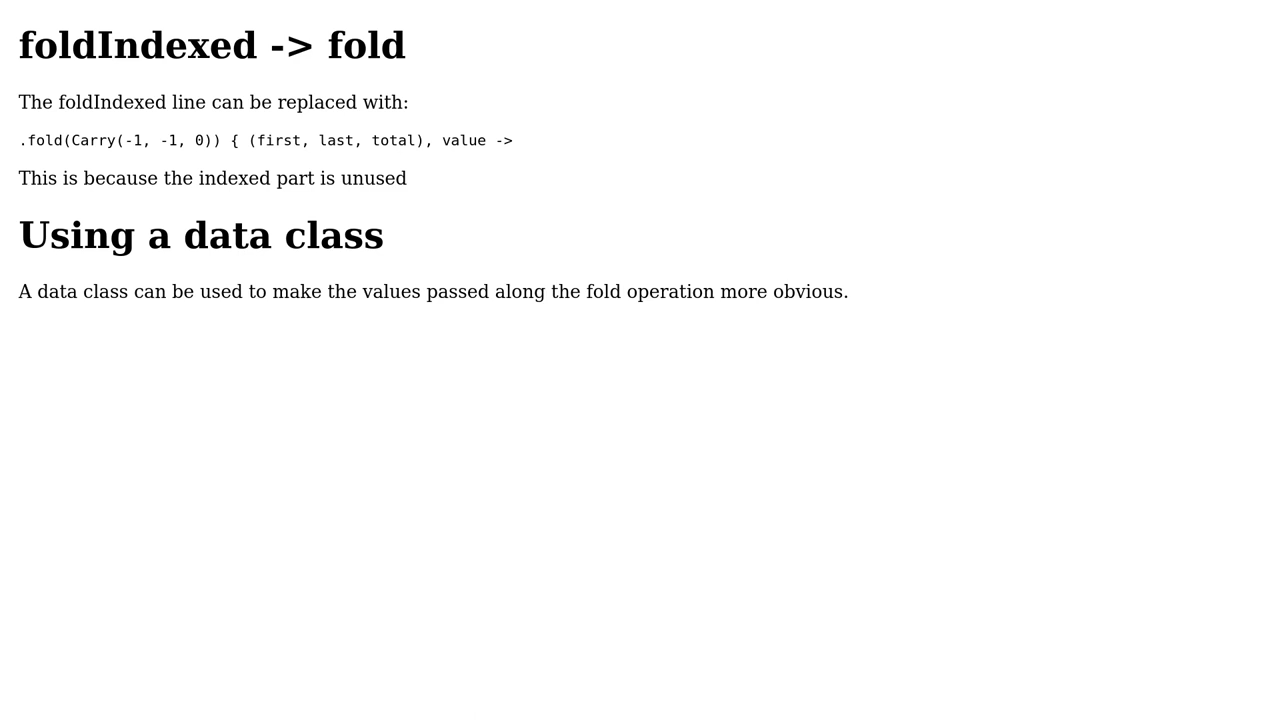 foldIndexed -> fold
The foldIndexed line can be replaced with:
.fold(Carry(-1, -1, 0)) { (first, last, total), value ->
This is because the indexed part is unused
Using a data class
A data class can be used to make the values passed along the fold operation more obvious.